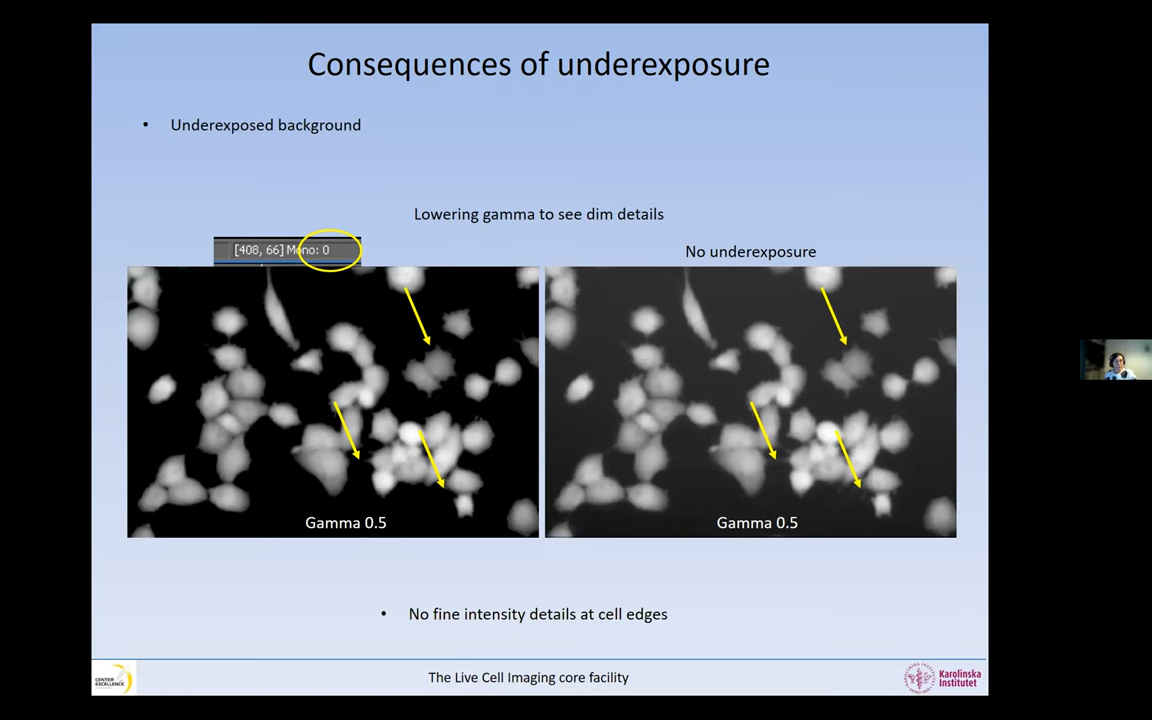 Consequences of underexposure
• Underexposed background
Lowering gamma to see dim details
[408, 66] Mono: 0
No underexposure
Gamma 0.5
Gamma 0.5
• No fine intensity details at cell edges
CENTER
EXCELLENCE
The Live Cell Imaging core facility
Karolinska
Institutet